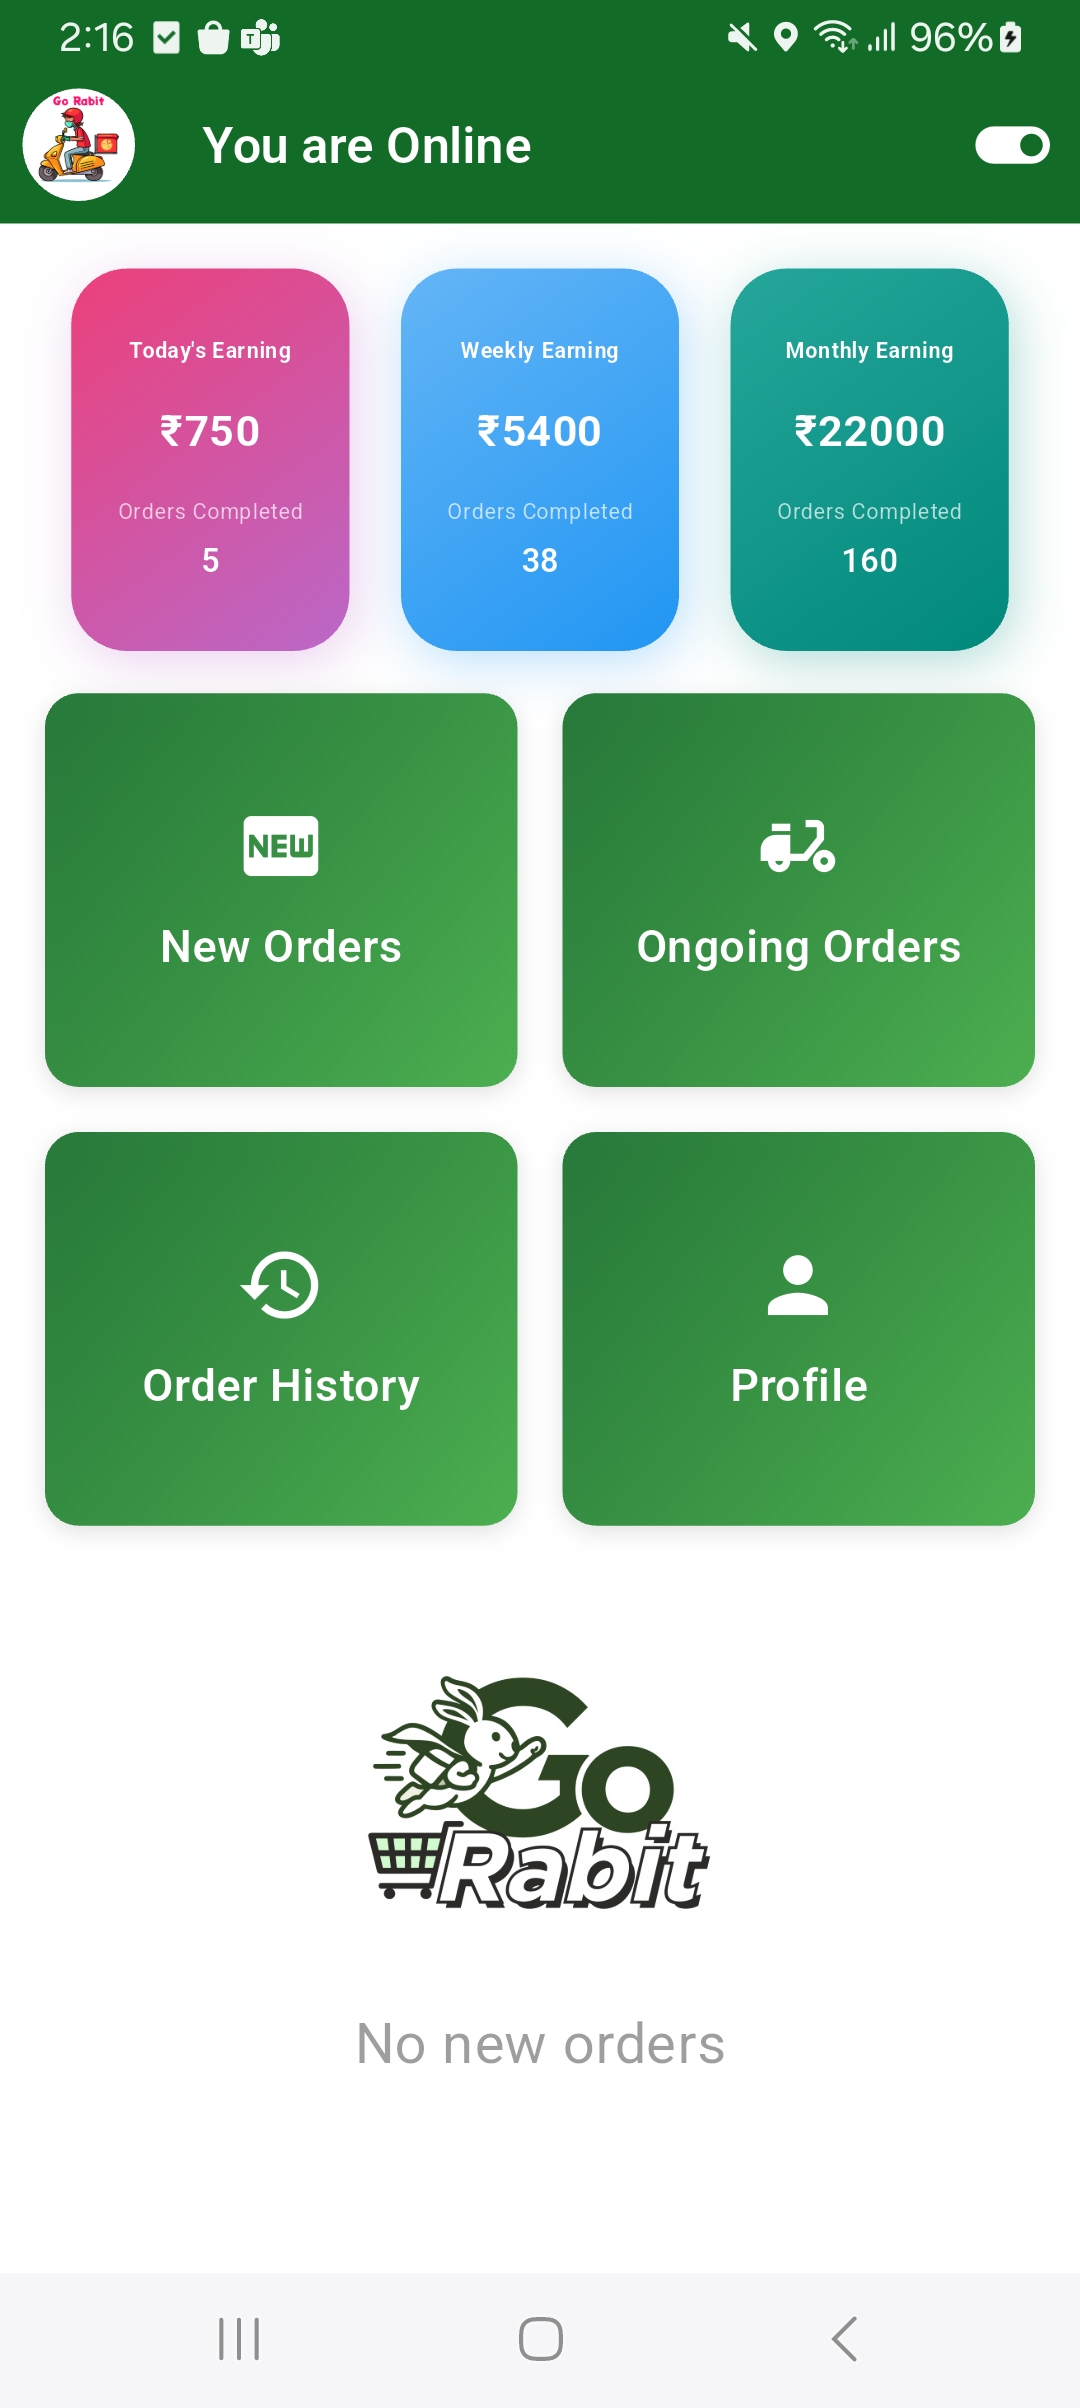 2:16
T
96%
Go Rabit
You are Online
Today's Earning
₹750
Orders Completed
5
Weekly Earning
₹5400
Orders Completed
38
Monthly Earning
₹22000
Orders Completed
160
NEW
New Orders
Ongoing Orders
Order History
Profile
Go
Rabit
No new orders